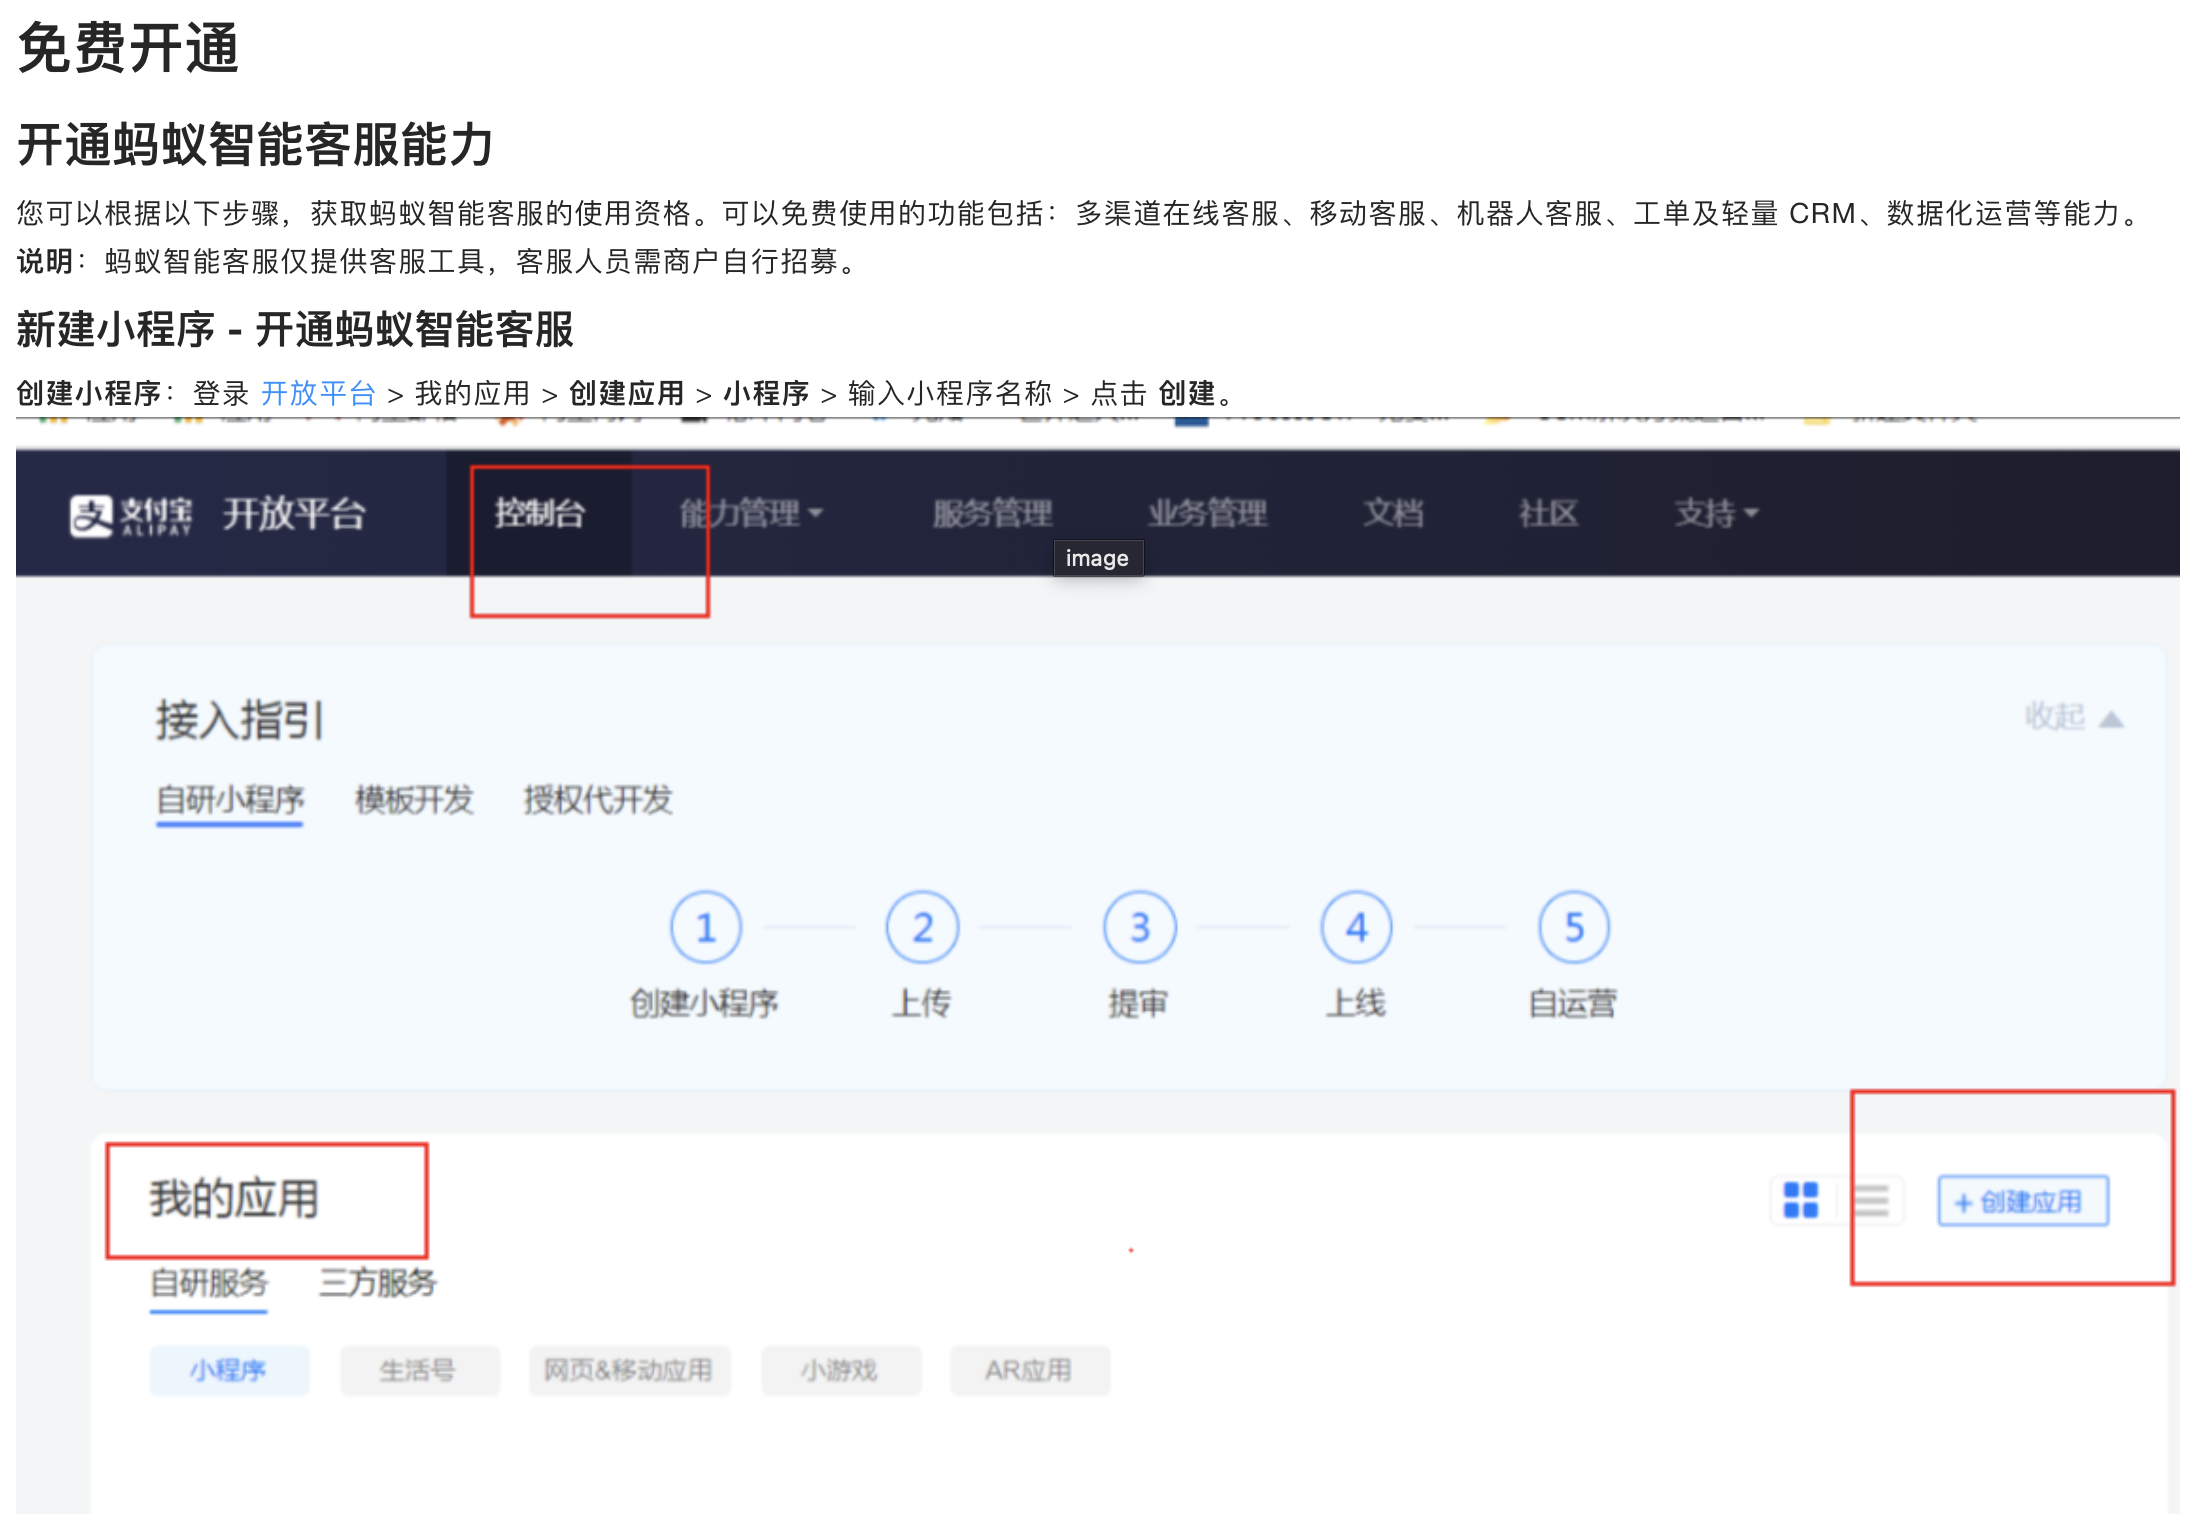 免费开通
开通蚂蚁智能客服能力
您可以根据以下步骤，获取蚂蚁智能客服的使用资格。可以免费使用的功能包括：多渠道在线客服、移动客服、机器人客服、工单及轻量 CRM、数据化运营等能力。
说明：蚂蚁智能客服仅提供客服工具，客服人员需商户自行招募。
新建小程序 - 开通蚂蚁智能客服
创建小程序：登录 开放平台 > 我的应用 > 创建应用 > 小程序 > 输入小程序名称 > 点击 创建。
支 支付宝 ALIPAY 开放平台 控制台 能力管理 服务管理 业务管理 文档 社区 支持
image
接入指引 收起
自研小程序 模板开发 授权代开发
1 2 3 4 5
创建小程序 上传 提审 上线 自运营
我的应用 + 创建应用
自研服务 三方服务
小程序 生活号 网页&移动应用 小游戏 AR应用